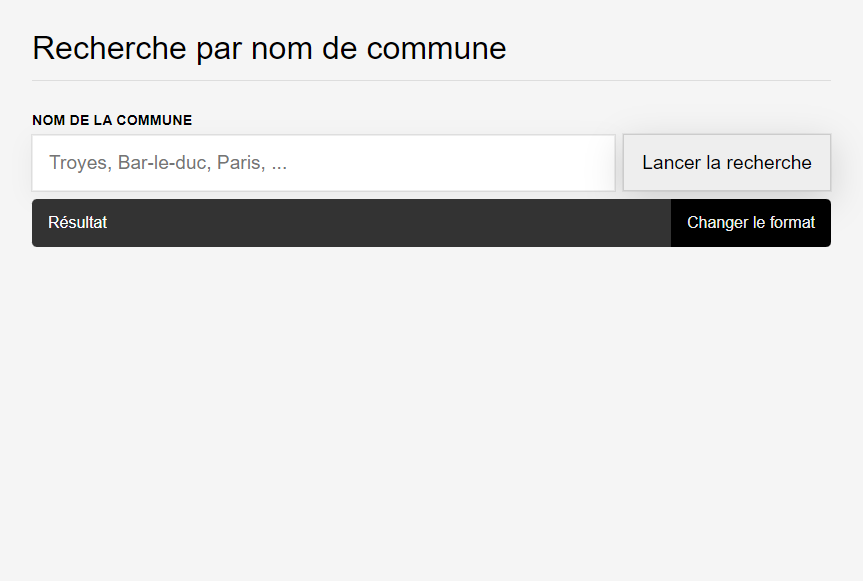 Recherche par nom de commune
NOM DE LA COMMUNE
Troyes, Bar-le-duc, Paris, ...
Lancer la recherche
Résultat
Changer le format